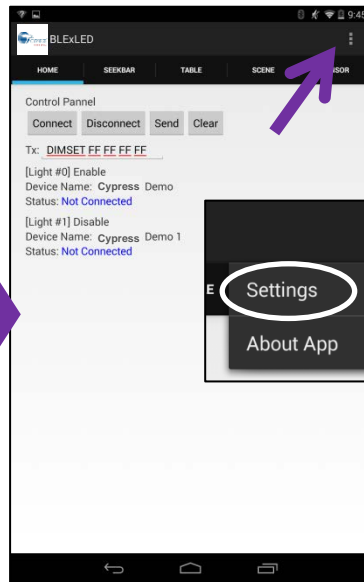 9:45
BLExLED
HOME SEEKBAR TABLE SCENE
Control Pannel
Connect Disconnect Send Clear
Tx: DIMSET FF FF FF FF
[Light #0] Enable
Device Name: Cypress Demo
Status: Not Connected
[Light #1] Disable
Device Name: Cypress Demo 1
Status: Not Connected
E
Settings
About App